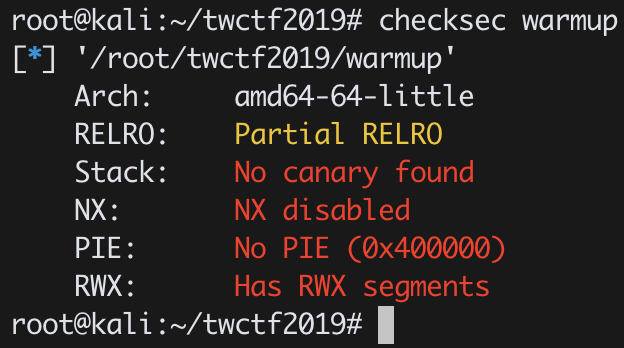 root@kali:~/twctf2019# checksec warmup
[*] '/root/twctf2019/warmup'
    Arch:     amd64-64-little
    RELRO:    Partial RELRO
    Stack:    No canary found
    NX:       NX disabled
    PIE:      No PIE (0x400000)
    RWX:      Has RWX segments
root@kali:~/twctf2019#